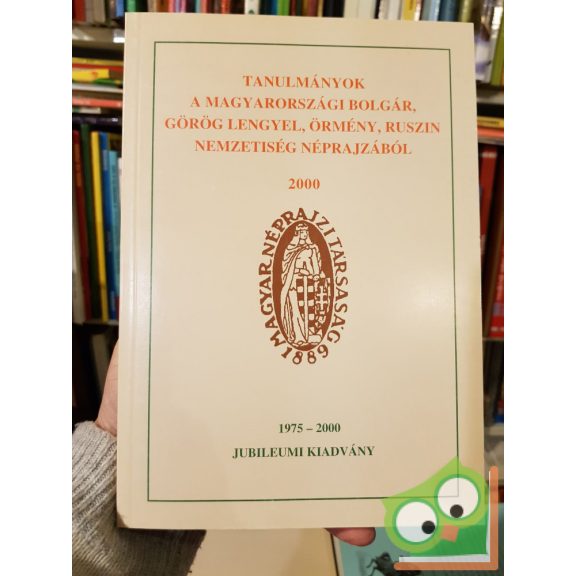 TANULMÁNYOK
A MAGYARORSZÁGI BOLGÁR,
GÖRÖG LENGYEL, ÖRMÉNY, RUSZIN
NEMZETISÉG NÉPRAJZÁBÓL
2000
MAGYAR NÉPRAJZI TÁRSASÁG
1889
1975 – 2000
JUBILEUMI KIADVÁNY